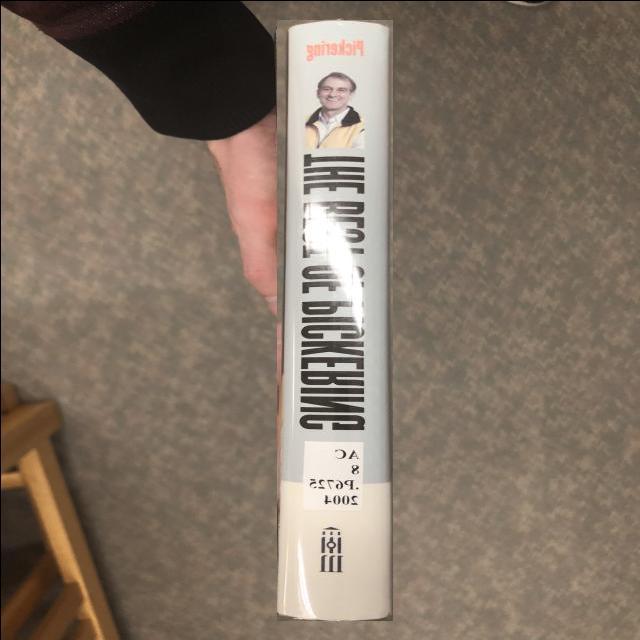 Pickering
THE BEST OF PICKERING
AC
8
.P6725
2004